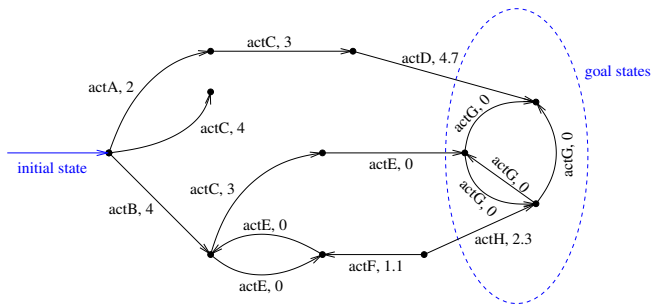 actC, 3
actD, 4.7
goal states
actA, 2
actG, 0
actC, 4
actG, 0
initial state
actE, 0
actG, 0
actC, 3
actG, 0
actB, 4
actE, 0
actH, 2.3
actF, 1.1
actE, 0